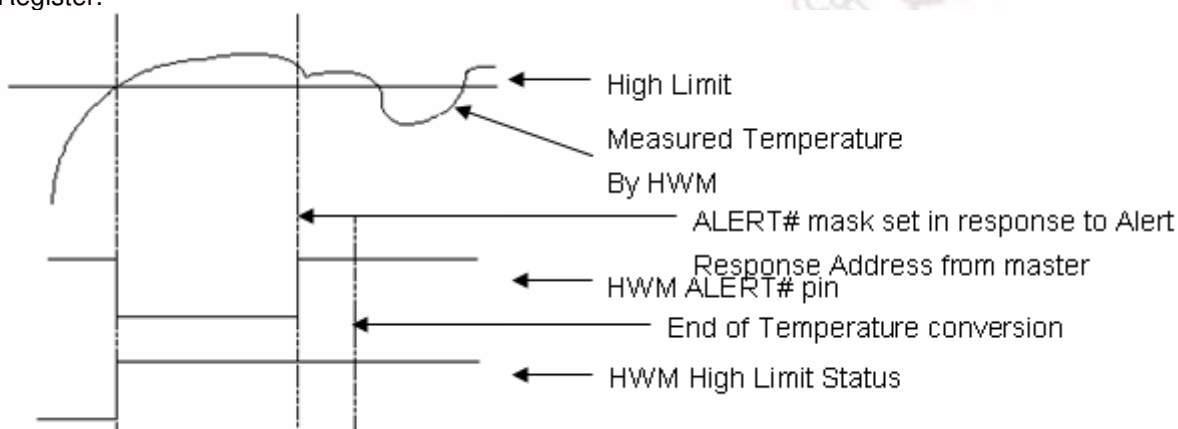 Register.
High Limit
Measured Temperature
By HWM
ALERT# mask set in response to Alert
Response Address from master
HWM ALERT# pin
End of Temperature conversion
HWM High Limit Status